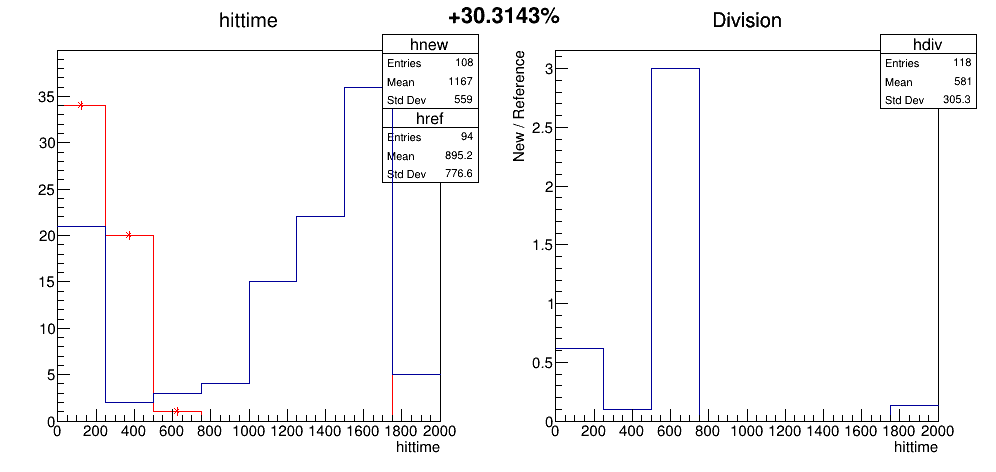 +30.3143%
hittime
hnew
Entries 108
Mean 1167
Std Dev 559
href
Entries 94
Mean 895.2
Std Dev 776.6
35
30
25
20
15
10
5
0
0 200 400 600 800 1000 1200 1400 1600 1800 2000
hittime
Division
hdiv
Entries 118
Mean 581
Std Dev 305.3
New / Reference
3
2.5
2
1.5
1
0.5
0
0 200 400 600 800 1000 1200 1400 1600 1800 2000
hittime